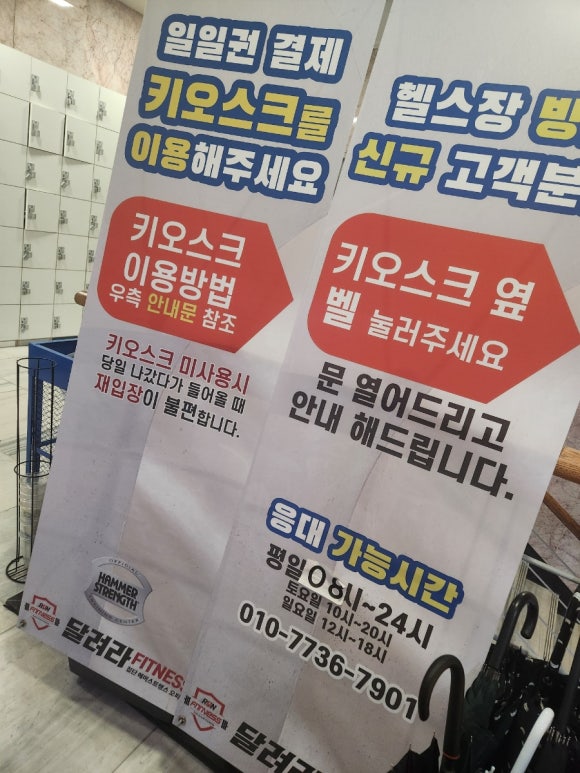 일일권 결제
키오스크를
이용해주세요
키오스크
이용방법
우측 안내문 참조
키오스크 미사용시
당일 나갔다가 들어올 때
재입장이 불편합니다.
OFFICIAL
HAMMER
STRENGTH
CENTER
RUN
FITNESS
달려라 FITNESS
헬스장 방
신규 고객분
키오스크 옆
벨 눌러주세요
문 열어드리고
안내 해드립니다.
응대 가능시간
평일 08시~24시
토요일 10시~20시
일요일 12시~18시
010-7736-7901
RUN
FITNESS
달려라 F